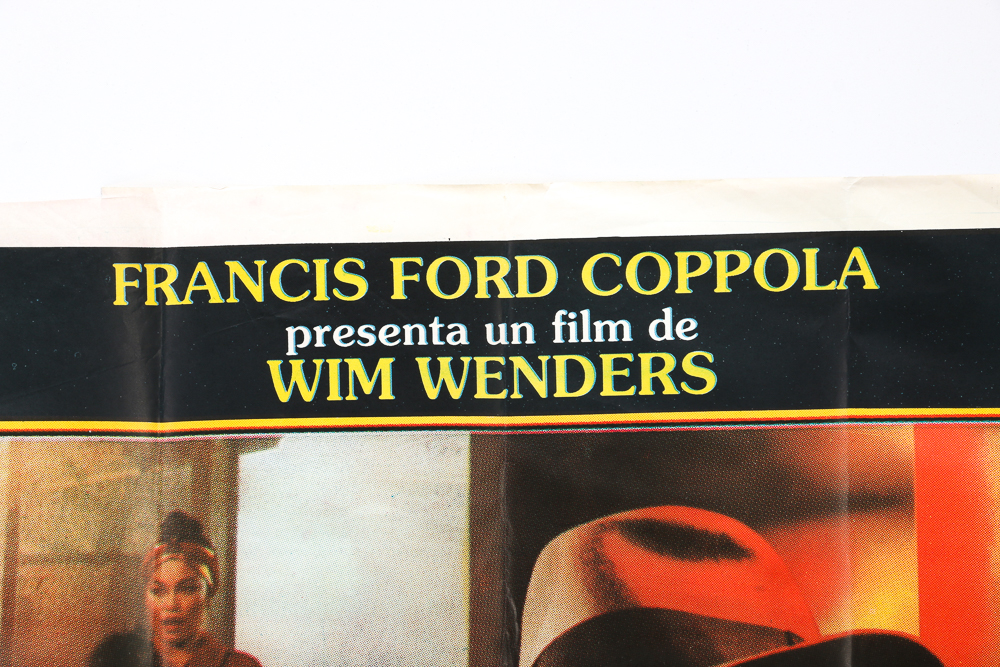 FRANCIS FORD COPPOLA
presenta un film de
WIM WENDERS